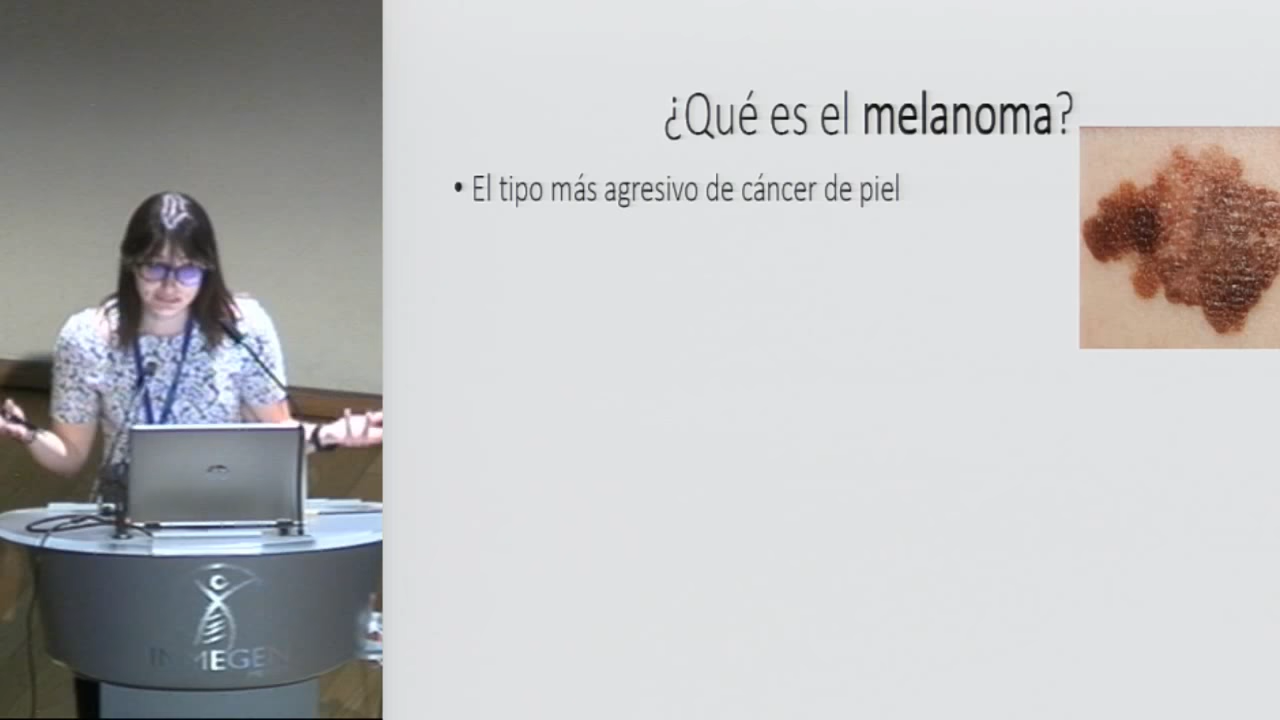 ¿Qué es el melanoma?
• El tipo más agresivo de cáncer de piel
INMEGEN